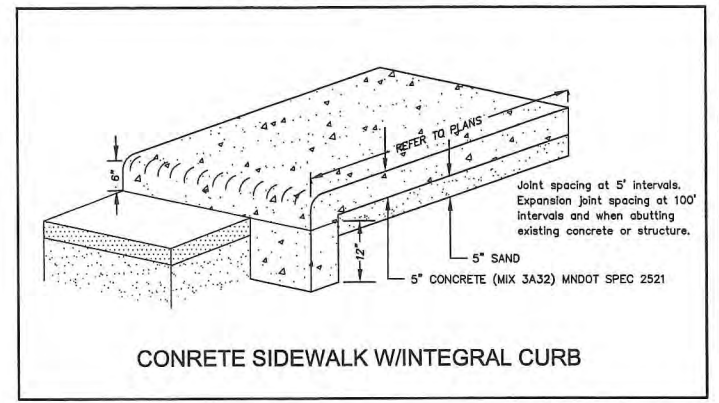 6"
REFER TO PLANS
Joint spacing at 5' intervals.
Expansion joint spacing at 100'
intervals and when abutting
existing concrete or structure.
12"
5" SAND
5" CONCRETE (MIX 3A32) MNDOT SPEC 2521
CONRETE SIDEWALK W/INTEGRAL CURB